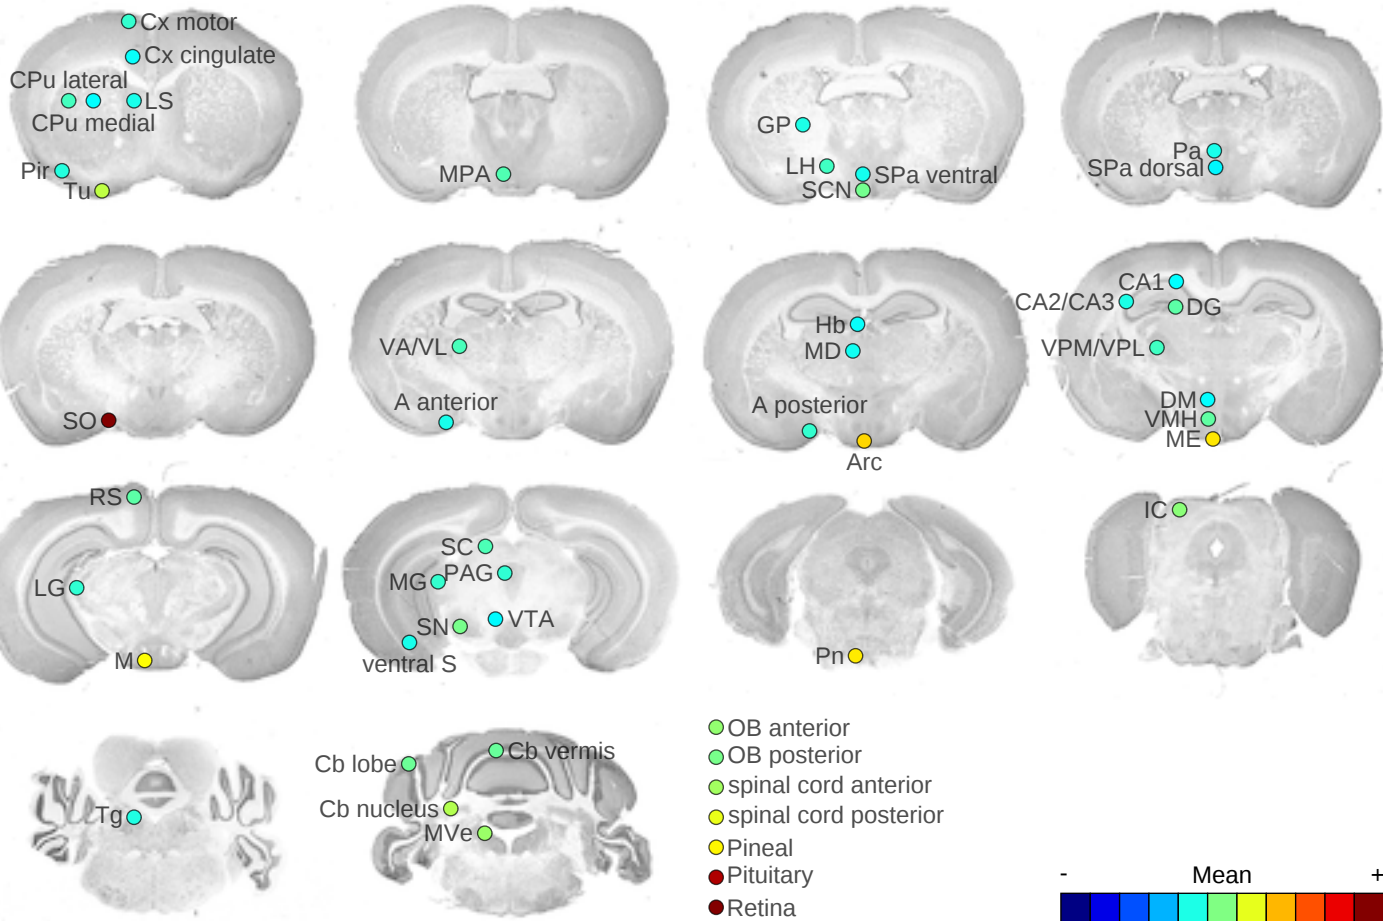 Cx motor
Cx cingulate
CPu lateral
LS
CPu medial
Pir
Tu
MPA
GP
LH
SPa ventral
SCN
Pa
SPa dorsal
SO
VA/VL
A anterior
Hb
MD
A posterior
Arc
CA1
CA2/CA3
DG
VPM/VPL
DM
VMH
ME
RS
LG
M
SC
MG
PAG
SN
VTA
ventral S
Pn
IC
Tg
Cb lobe
Cb vermis
Cb nucleus
MVe
OB anterior
OB posterior
spinal cord anterior
spinal cord posterior
Pineal
Pituitary
Retina
- Mean +